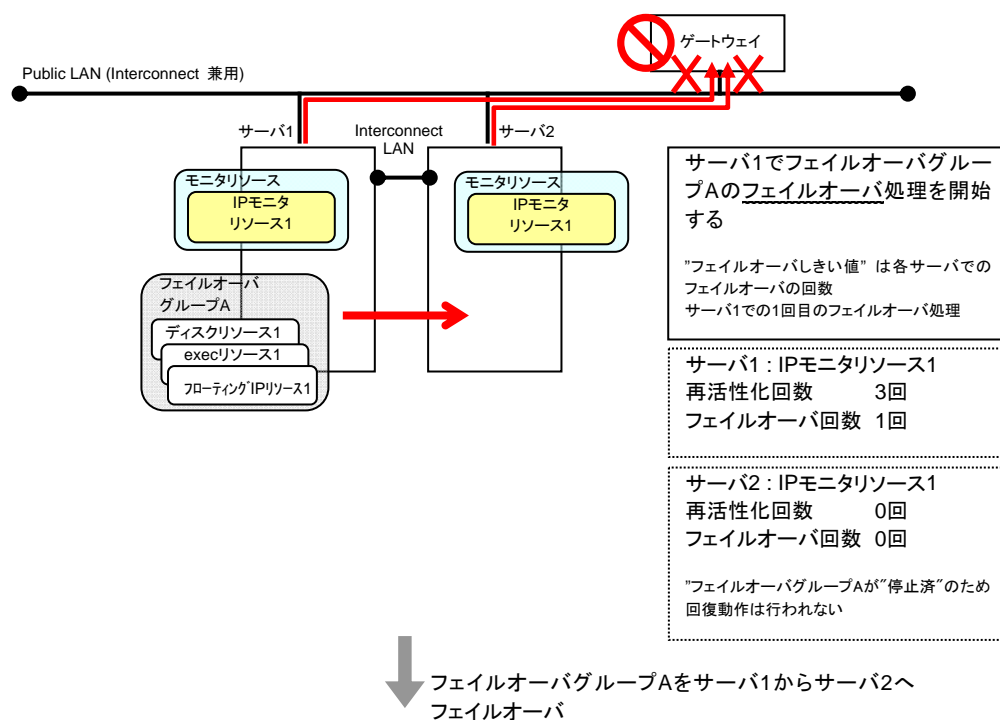 ゲートウェイ
Public LAN (Interconnect 兼用)
サーバ1
Interconnect
LAN
サーバ2
モニタリソース
IPモニタ
リソース1
モニタリソース
IPモニタ
リソース1
フェイルオーバ
グループA
ディスクリソース1
execリソース1
フローティングIPリソース1
サーバ1でフェイルオーバグルー
プAのフェイルオーバ処理を開始
する
”フェイルオーバしきい値” は各サーバでの
フェイルオーバの回数
サーバ1での1回目のフェイルオーバ処理
サーバ1 : IPモニタリソース1
再活性化回数 3回
フェイルオーバ回数 1回
サーバ2 : IPモニタリソース1
再活性化回数 0回
フェイルオーバ回数 0回
”フェイルオーバグループAが”停止済”のため
回復動作は行われない
フェイルオーバグループAをサーバ1からサーバ2へ
フェイルオーバ